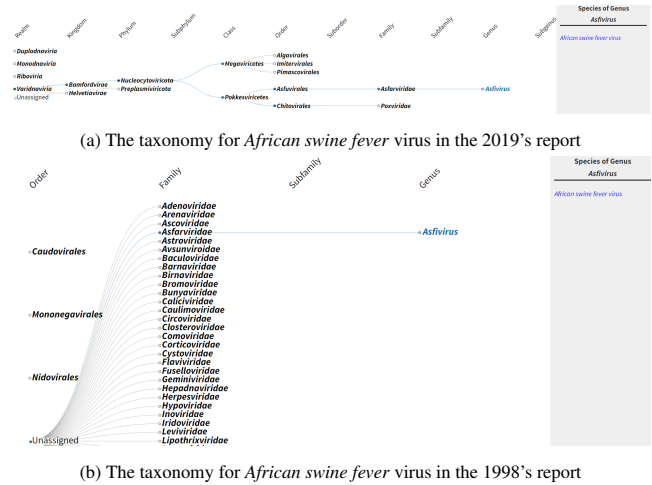 Realm
Kingdom
Phylum
Subphylum
Class
Order
Suborder
Family
Subfamily
Genus
Subgenus
Species of Genus
Asfivirus
African swine fever virus
Duplodnaviria
Monodnaviria
Riboviria
Varidnaviria
Unassigned
Bamfordvirae
Helvetiavirae
Nucleocytoviricota
Preplasmiviricota
Megaviricetes
Pokkesviricetes
Algavirales
Imitervirales
Pimascovirales
Asfuvirales
Chitovirales
Asfarviridae
Poxviridae
Asfivirus
(a) The taxonomy for African swine fever virus in the 2019's report
Order
Family
Subfamily
Genus
Species of Genus
Asfivirus
African swine fever virus
Caudovirales
Mononegavirales
Nidovirales
Unassigned
Adenoviridae
Arenaviridae
Ascoviridae
Asfarviridae
Astroviridae
Avsunviroidae
Baculoviridae
Barnaviridae
Birnaviridae
Bromoviridae
Bunyaviridae
Caliciviridae
Caulimoviridae
Circoviridae
Closteroviridae
Comoviridae
Corticoviridae
Cystoviridae
Flaviviridae
Fuselloviridae
Geminiviridae
Hepadnaviridae
Herpesviridae
Hypoviridae
Inoviridae
Iridoviridae
Leviviridae
Lipothrixviridae
Asfivirus
(b) The taxonomy for African swine fever virus in the 1998's report